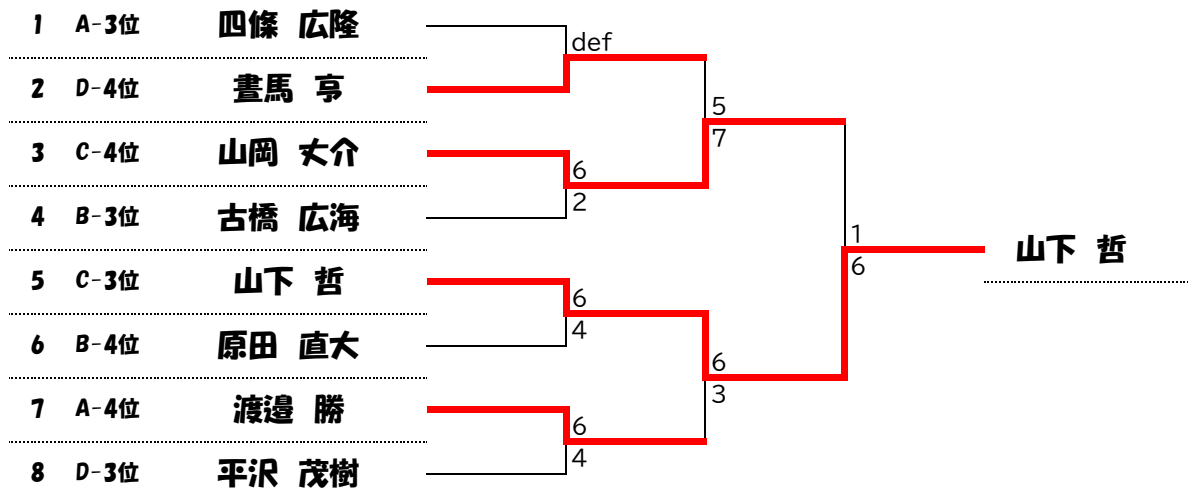 1 A-3位 四條 広隆
def
2 D-4位 晝馬 亨
5
7
3 C-4位 山岡 丈介
6
2
4 B-3位 古橋 広海
1
6
山下 哲
5 C-3位 山下 哲
6
4
6 B-4位 原田 直大
6
3
7 A-4位 渡邉 勝
6
4
8 D-3位 平沢 茂樹